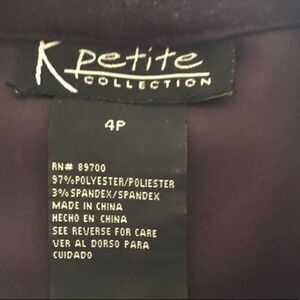 K petite
COLLECTION
4P
RN# 89700
97%POLYESTER/POLIESTER
3%SPANDEX/SPANDEX
MADE IN CHINA
HECHO EN CHINA
SEE REVERSE FOR CARE
VER AL DORSO PARA
CUIDADO